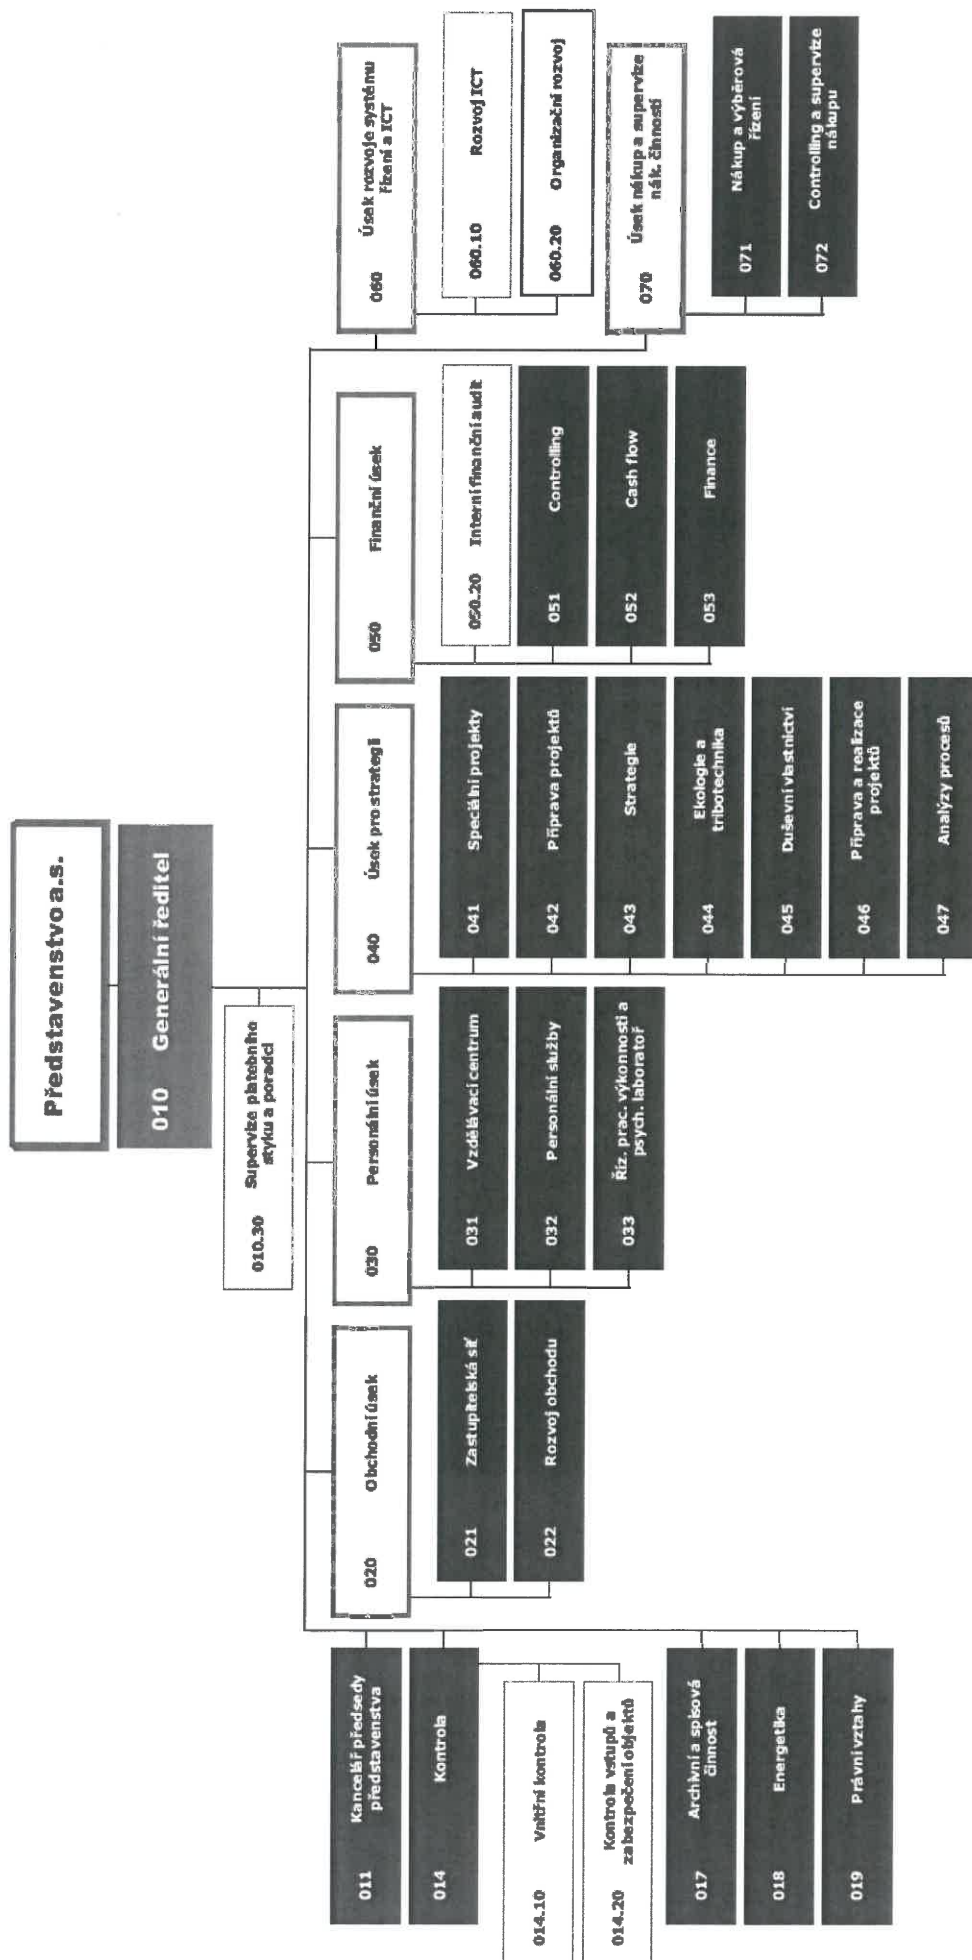 Představenstvo a.s.
010 Generální ředitel
010.30 Supervize platebního
styku a poradci
011 Kancelář předsedy
představenstva
014 Kontrola
014.10 Vnitřní kontrola
014.20 Kontrola vstupů a
zabezpečení objektů
017 Archivní a spisová
činnost
018 Energetika
019 Právní vztahy
020 Obchodní úsek
021 Zastupitelská síť
022 Rozvoj obchodu
030 Personální úsek
031 Vzdělávací centrum
032 Personální služby
033 Říz. prac. výkonnosti a
psych. laboratoř
040 Úsek pro strategii
041 Speciální projekty
042 Příprava projektů
043 Strategie
044 Ekologie a
tribotechnika
045 Duševní vlastnictví
046 Příprava a realizace
projektů
047 Analýzy procesů
050 Finanční úsek
050.20 Interní finanční audit
051 Controlling
052 Cash flow
053 Finance
060 Úsek rozvoje systému
řízení a ICT
060.10 Rozvoj ICT
060.20 Organizační rozvoj
070 Úsek nákup a supervize
nák. činností
071 Nákup a výběrová
řízení
072 Controlling a supervize
nákupu